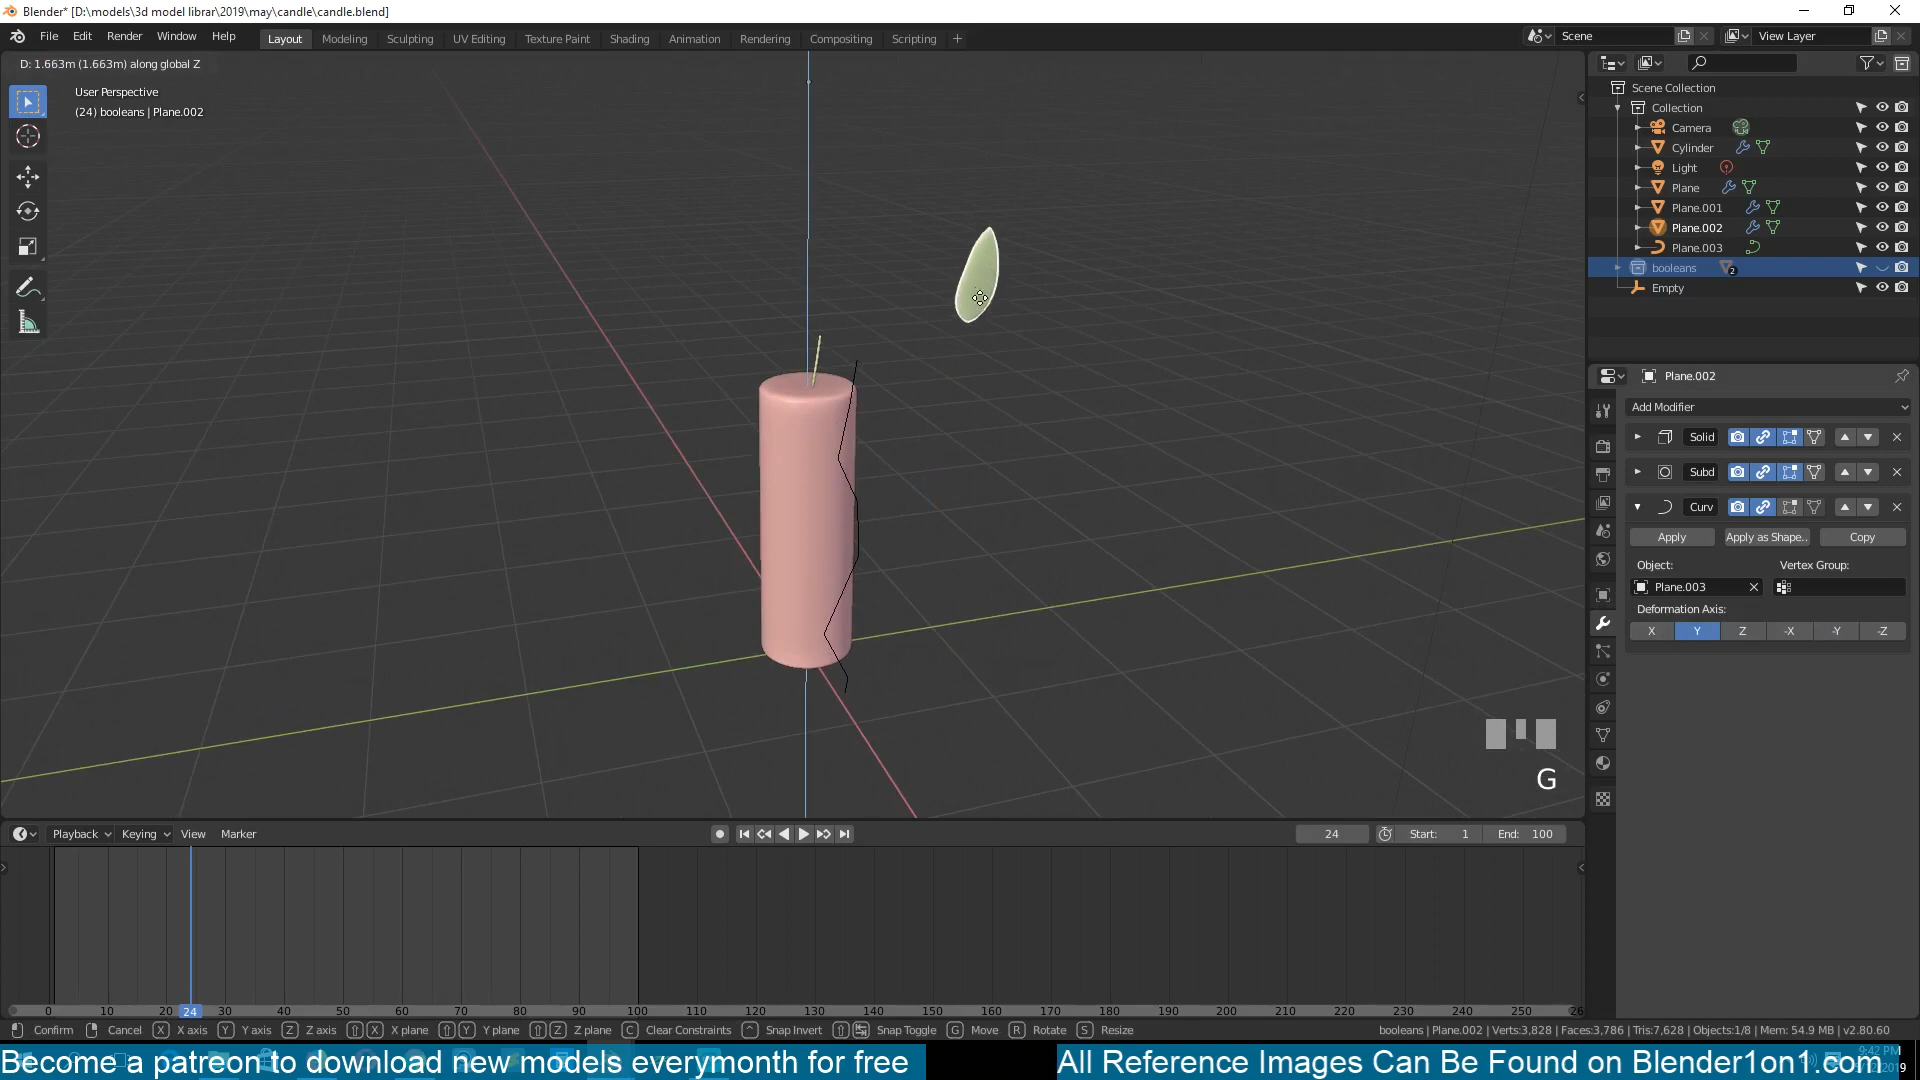 Blender* [D:\models\3d model librar\2019\may\candle\candle.blend]
File Edit Render Window Help Layout Modeling Sculpting UV Editing Texture Paint Shading Animation Rendering Compositing Scripting + Scene View Layer
D: 1.663m (1.663m) along global Z
User Perspective
(24) booleans | Plane.002
Scene Collection
Collection
Camera
Cylinder
Light
Plane
Plane.001
Plane.002
Plane.003
booleans 2
Empty
Plane.002
Add Modifier
Solid
Subd
Curv
Apply Apply as Shape.. Copy
Object: Vertex Group:
Plane.003
Deformation Axis:
X Y Z -X -Y -Z
G
Playback Keying View Marker 24 Start: 1 End: 100
0 10 20 24 30 40 50 60 70 80 90 100 110 120 130 140 150 160 170 180 190 200 210 220 230 240 250 26
Confirm Cancel X X axis Y Y axis Z Z axis X X plane Y Y plane Z Z plane C Clear Constraints Snap Invert Snap Toggle G Move R Rotate S Resize booleans | Plane.002 | Verts:3,828 | Faces:3,786 | Tris:7,628 | Objects:1/8 | Mem: 54.9 MB | v2.80.60
Become a patreon to download new models everymonth for free All Reference Images Can Be Found on Blender1on1.com
9:42 PM